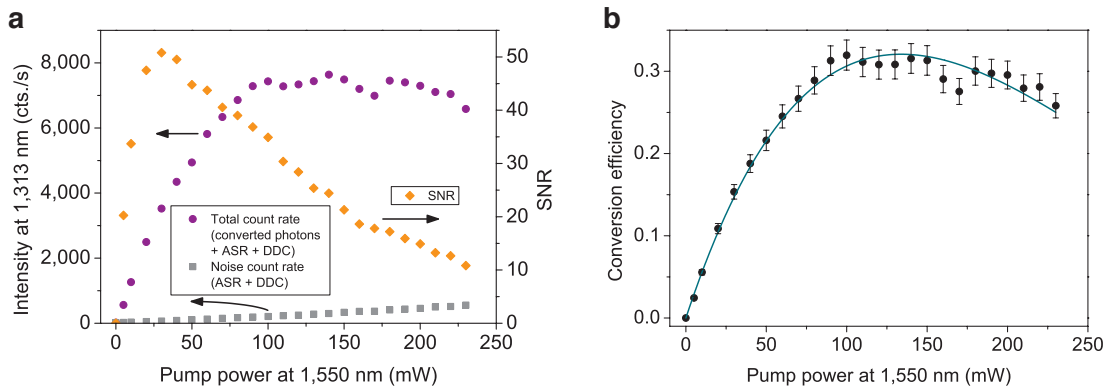 a
Intensity at 1,313 nm (cts./s)
8,000
6,000
4,000
2,000
0
0
50
100
150
200
250
Pump power at 1,550 nm (mW)
50
40
30
20
10
0
SNR
SNR
Total count rate
(converted photons
+ ASR + DDC)
Noise count rate
(ASR + DDC)
b
Conversion efficiency
0.3
0.2
0.1
0.0
0
50
100
150
200
250
Pump power at 1,550 nm (mW)